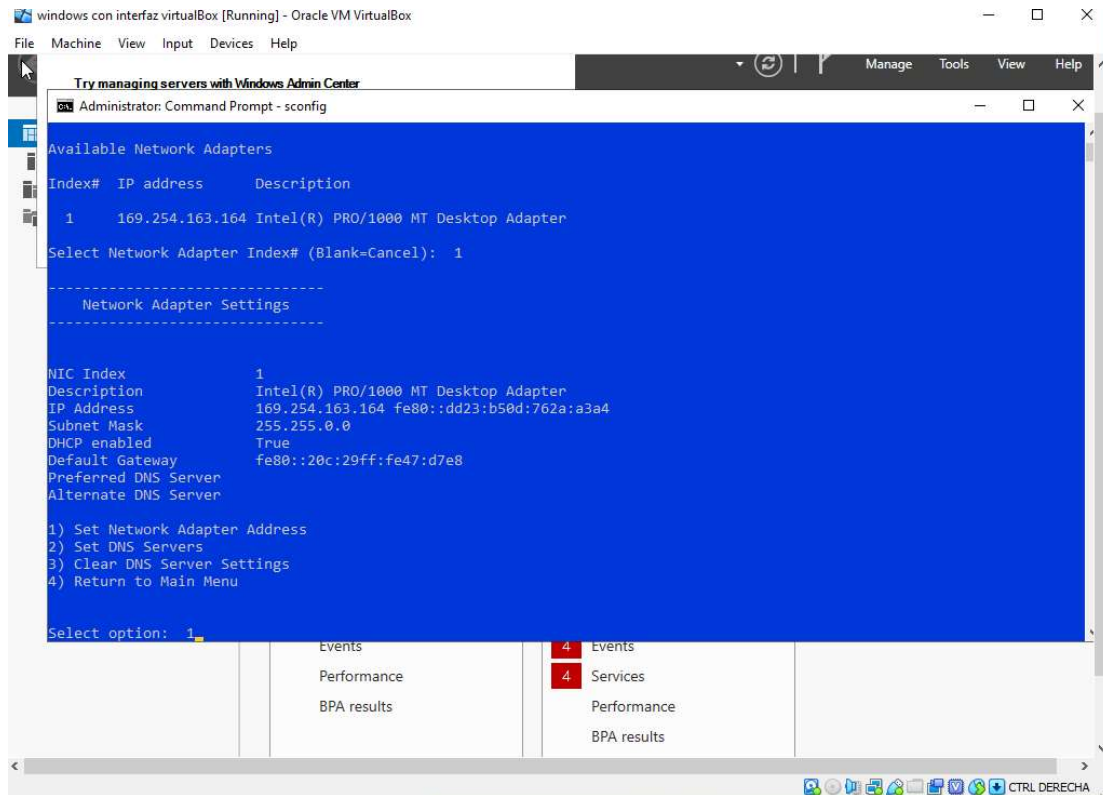 windows con interfaz virtualBox [Running] - Oracle VM VirtualBox
File Machine View Input Devices Help
Manage Tools View Help
Try managing servers with Windows Admin Center
Administrator: Command Prompt - sconfig
Available Network Adapters
Index# IP address Description
1 169.254.163.164 Intel(R) PRO/1000 MT Desktop Adapter
Select Network Adapter Index# (Blank=Cancel): 1
--------------------------------
Network Adapter Settings
--------------------------------
NIC Index 1
Description Intel(R) PRO/1000 MT Desktop Adapter
IP Address 169.254.163.164 fe80::dd23:b50d:762a:a3a4
Subnet Mask 255.255.0.0
DHCP enabled True
Default Gateway fe80::20c:29ff:fe47:d7e8
Preferred DNS Server
Alternate DNS Server
1) Set Network Adapter Address
2) Set DNS Servers
3) Clear DNS Server Settings
4) Return to Main Menu
Select option: 1
Events
Performance
BPA results
4 Events
4 Services
Performance
BPA results
CTRL DERECHA